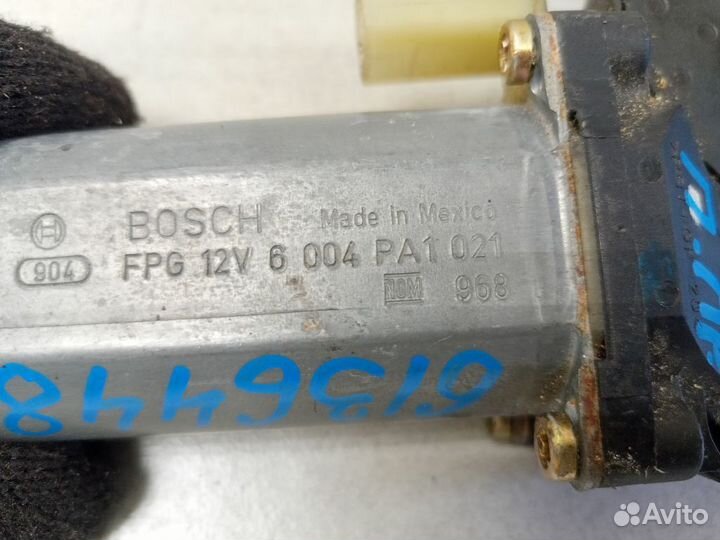 BOSCH Made in Mexico
904 FPG 12V 6 004 PA1 021
NOM 968
6136448
Avito